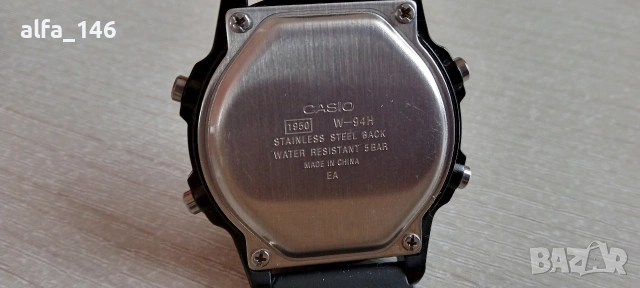 alfa_146
CASIO
1950 W-94H
STAINLESS STEEL BACK
WATER RESISTANT 5BAR
MADE IN CHINA
EA
BAZAR